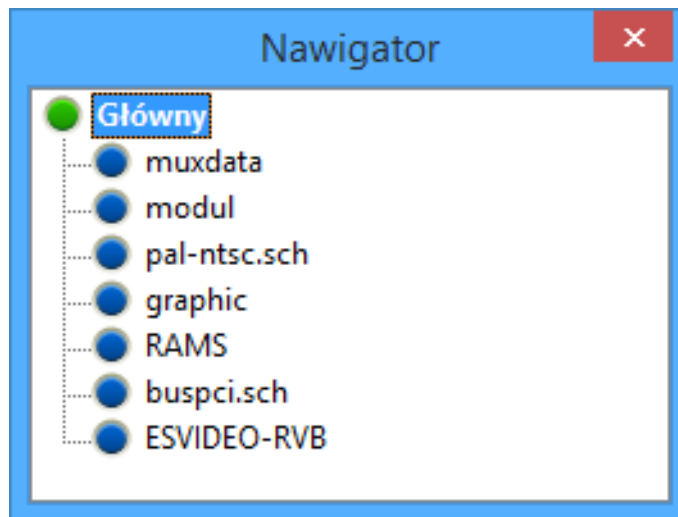 Nawigator
Główny
muxdata
modul
pal-ntsc.sch
graphic
RAMS
buspci.sch
ESVIDEO-RVB